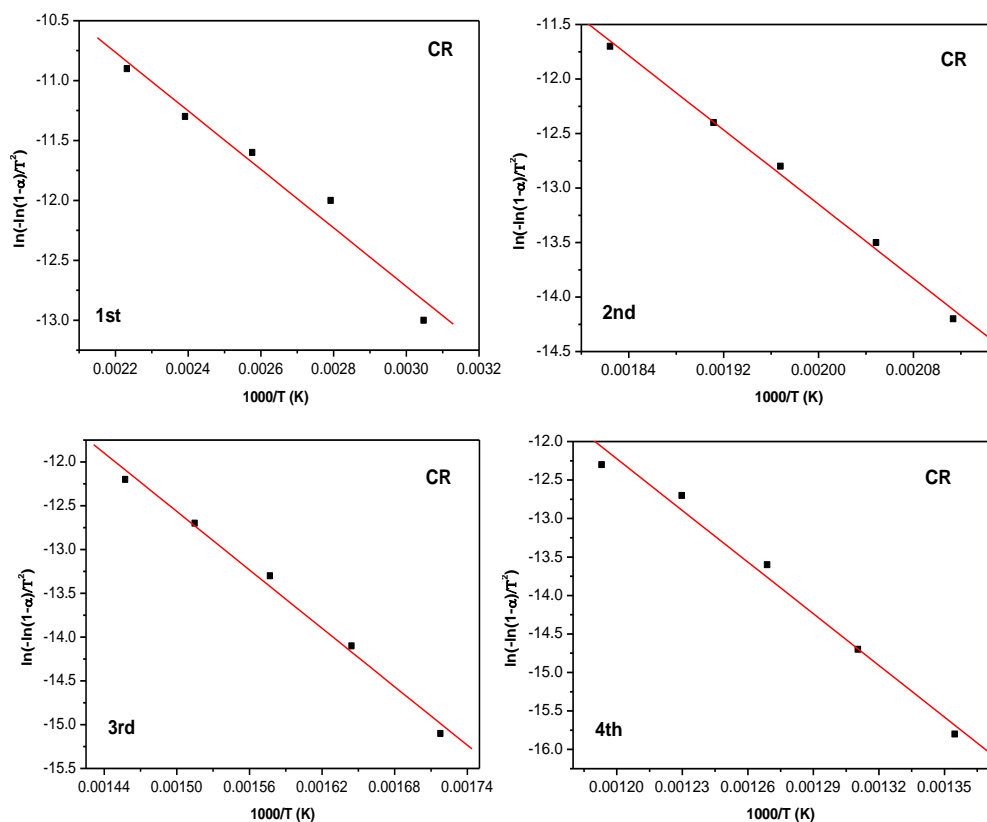 -10.5
-11.0
-11.5
-12.0
-12.5
-13.0
ln(-ln(1-α)/T²)
CR
1st
0.0022 0.0024 0.0026 0.0028 0.0030 0.0032
1000/T (K)
-11.5
-12.0
-12.5
-13.0
-13.5
-14.0
-14.5
ln(-ln(1-α)/T²)
CR
2nd
0.00184 0.00192 0.00200 0.00208
1000/T (K)
-12.0
-12.5
-13.0
-13.5
-14.0
-14.5
-15.0
-15.5
ln(-ln(1-α)/T²)
CR
3rd
0.00144 0.00150 0.00156 0.00162 0.00168 0.00174
1000/T (K)
-12.0
-12.5
-13.0
-13.5
-14.0
-14.5
-15.0
-15.5
-16.0
ln(-ln(1-α)/T²)
CR
4th
0.00120 0.00123 0.00126 0.00129 0.00132 0.00135
1000/T (K)